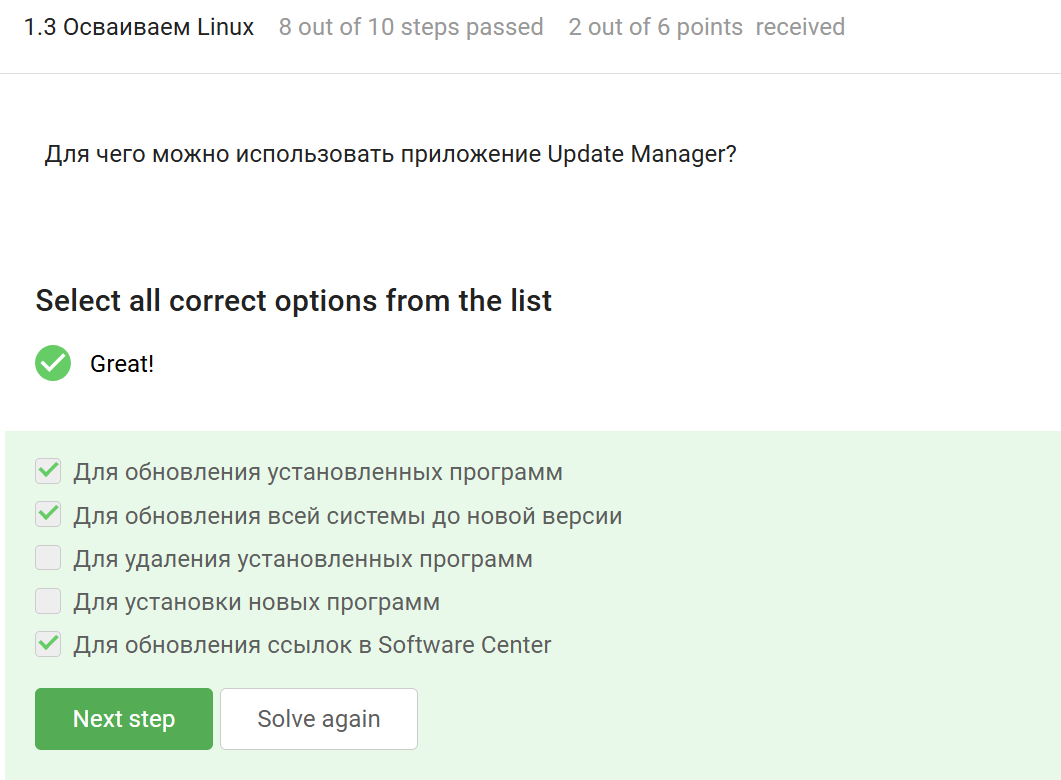 1.3 Осваиваем Linux 8 out of 10 steps passed 2 out of 6 points received
Для чего можно использовать приложение Update Manager?
Select all correct options from the list
Great!
Для обновления установленных программ
Для обновления всей системы до новой версии
Для удаления установленных программ
Для установки новых программ
Для обновления ссылок в Software Center
Next step Solve again